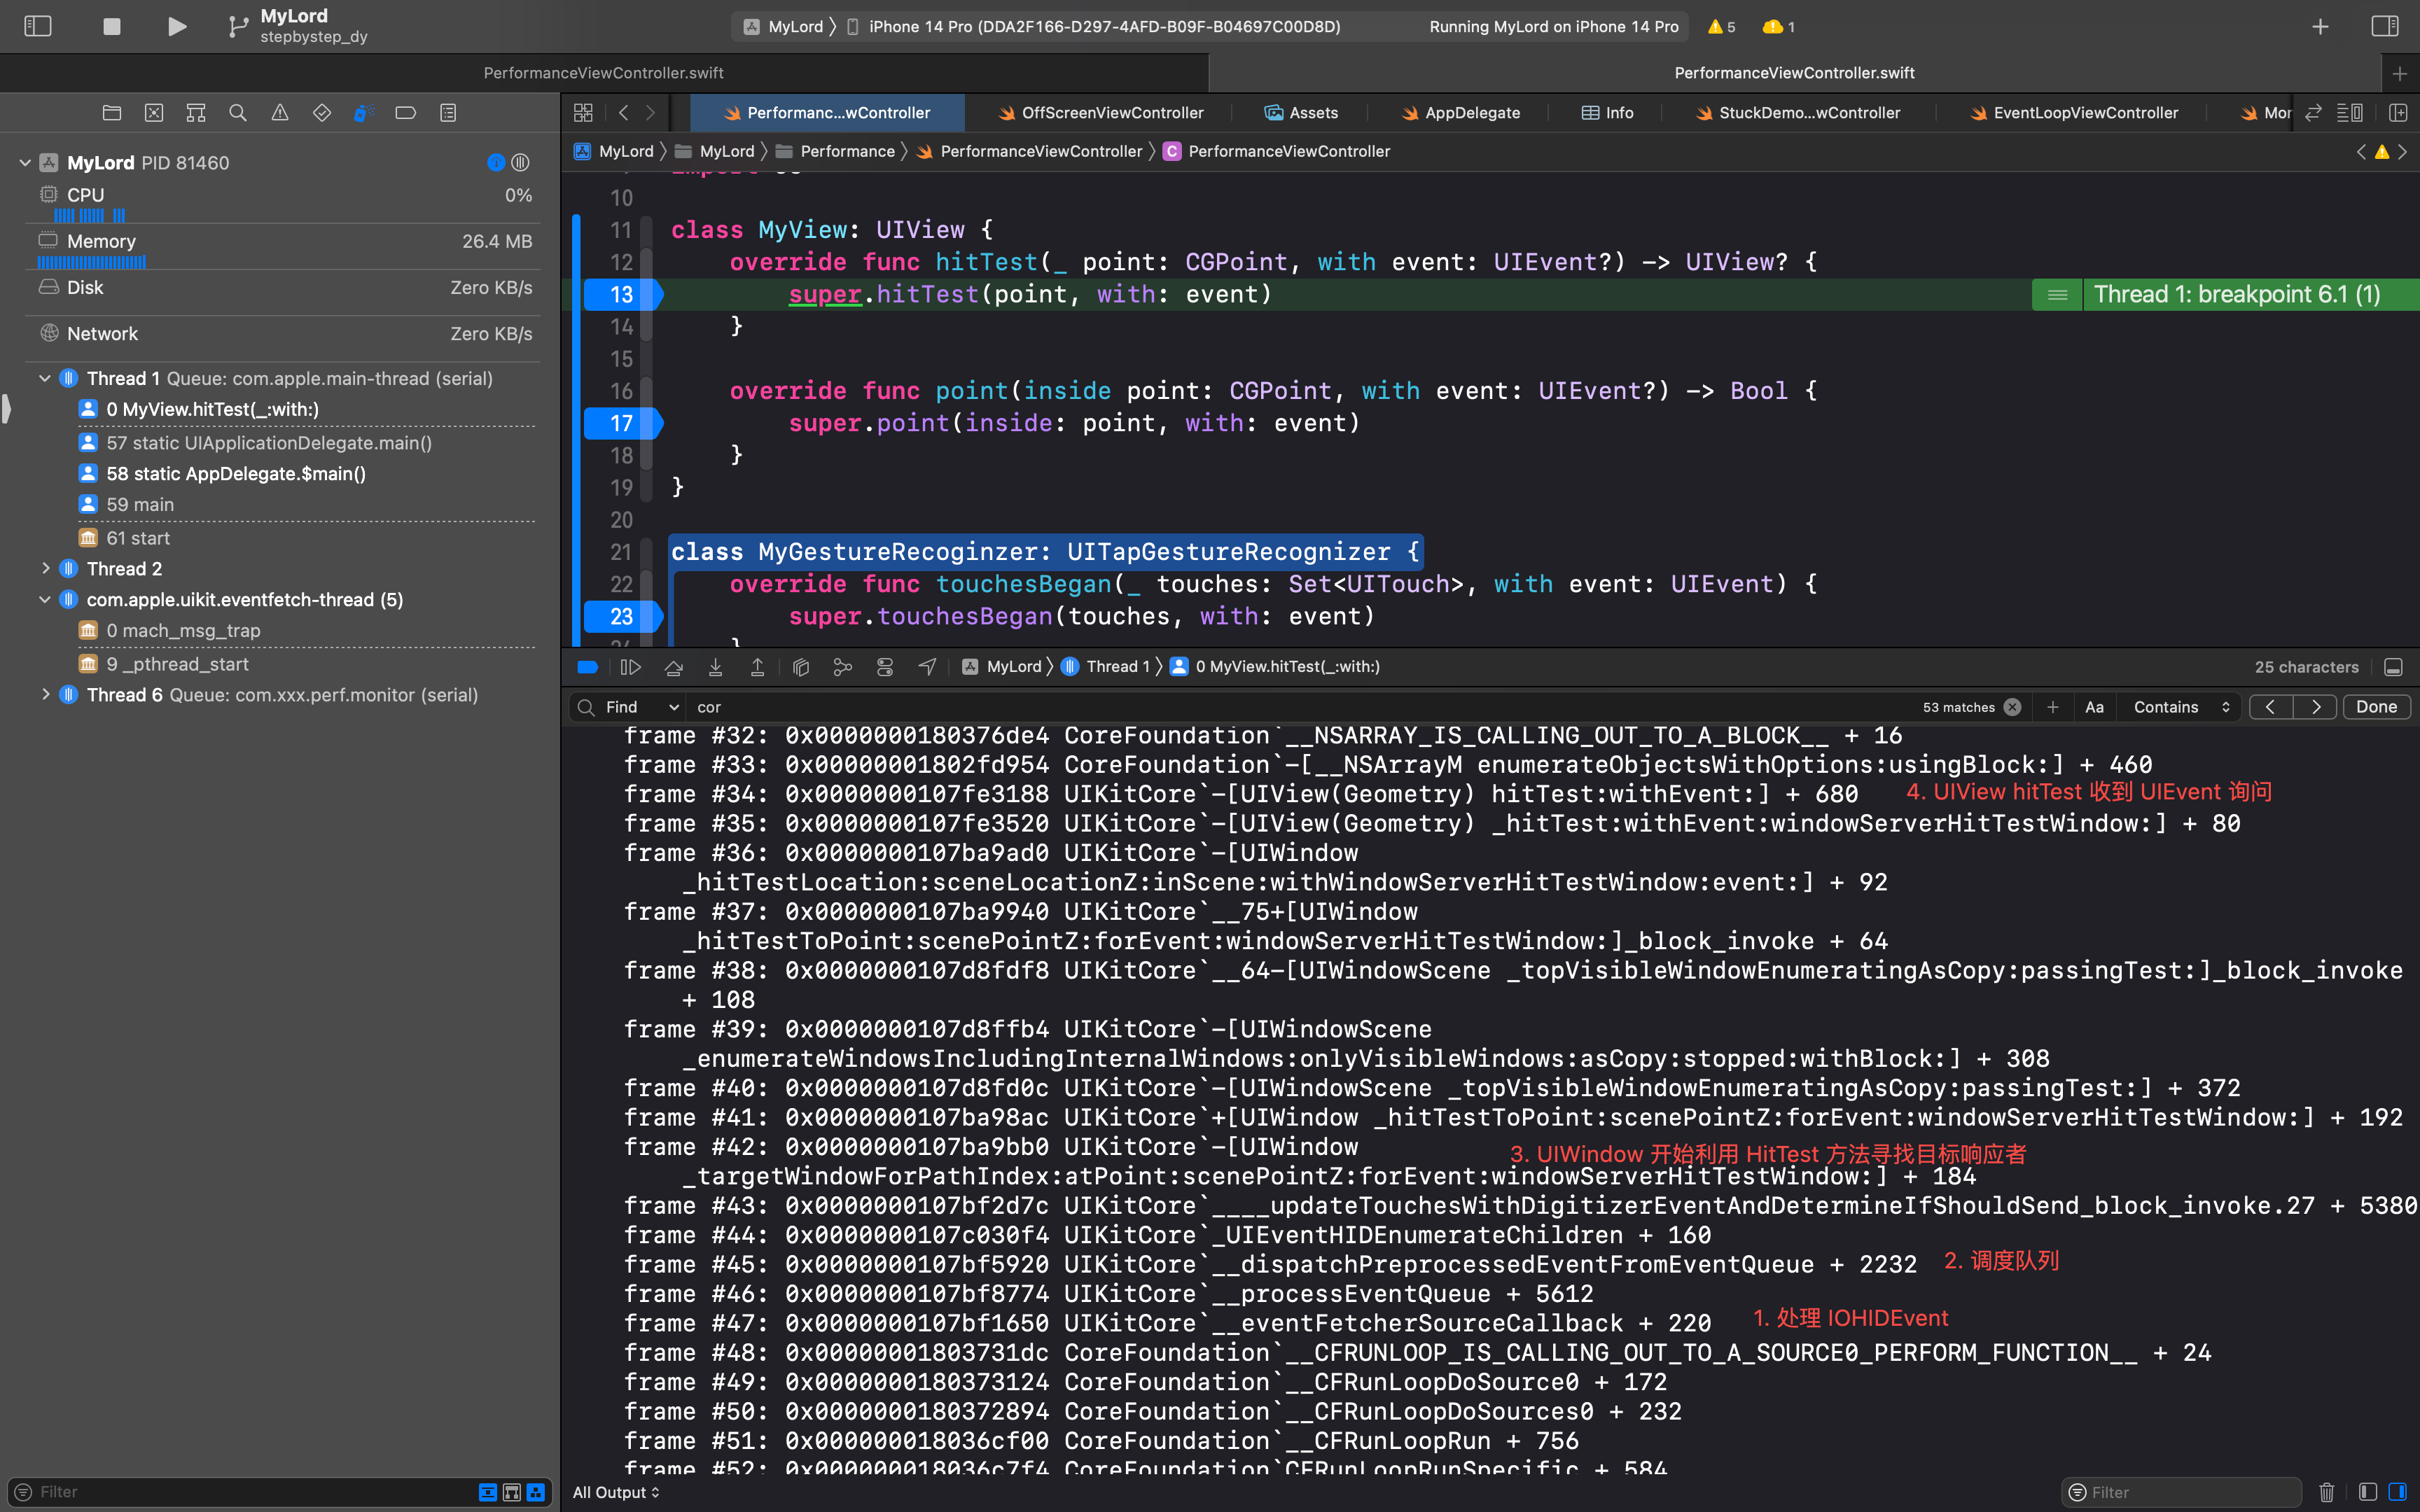 MyLord
stepbystep_dy
MyLord 〉 iPhone 14 Pro (DDA2F166-D297-4AFD-B09F-B04697C00D8D)
Running MyLord on iPhone 14 Pro
5
1
PerformanceViewController.swift
PerformanceViewController.swift
Performanc...wController
OffScreenViewController
Assets
AppDelegate
Info
StuckDemo...wController
EventLoopViewController
Mor
MyLord 〉 MyLord 〉 Performance 〉 PerformanceViewController 〉 C PerformanceViewController
MyLord PID 81460
CPU 0%
Memory 26.4 MB
Disk Zero KB/s
Network Zero KB/s
Thread 1 Queue: com.apple.main-thread (serial)
0 MyView.hitTest(_:with:)
57 static UIApplicationDelegate.main()
58 static AppDelegate.$main()
59 main
61 start
Thread 2
com.apple.uikit.eventfetch-thread (5)
0 mach_msg_trap
9 _pthread_start
Thread 6 Queue: com.xxx.perf.monitor (serial)
Filter
10
11 class MyView: UIView {
12 override func hitTest(_ point: CGPoint, with event: UIEvent?) -> UIView? {
13 super.hitTest(point, with: event)
Thread 1: breakpoint 6.1 (1)
14 }
15
16 override func point(inside point: CGPoint, with event: UIEvent?) -> Bool {
17 super.point(inside: point, with: event)
18 }
19 }
20
21 class MyGestureRecoginzer: UITapGestureRecognizer {
22 override func touchesBegan(_ touches: Set<UITouch>, with event: UIEvent) {
23 super.touchesBegan(touches, with: event)
MyLord 〉 Thread 1 〉 0 MyView.hitTest(_:with:)
25 characters
Find cor 53 matches + Aa Contains Done
frame #32: 0x0000000180376de4 CoreFoundation`__NSARRAY_IS_CALLING_OUT_TO_A_BLOCK__ + 16
frame #33: 0x00000001802fd954 CoreFoundation`-[__NSArrayM enumerateObjectsWithOptions:usingBlock:] + 460
frame #34: 0x0000000107fe3188 UIKitCore`-[UIView(Geometry) hitTest:withEvent:] + 680
4. UIView hitTest 收到 UIEvent 询问
frame #35: 0x0000000107fe3520 UIKitCore`-[UIView(Geometry) _hitTest:withEvent:windowServerHitTestWindow:] + 80
frame #36: 0x0000000107ba9ad0 UIKitCore`-[UIWindow
_hitTestLocation:sceneLocationZ:inScene:withWindowServerHitTestWindow:event:] + 92
frame #37: 0x0000000107ba9940 UIKitCore`__75+[UIWindow
_hitTestToPoint:scenePointZ:forEvent:windowServerHitTestWindow:]_block_invoke + 64
frame #38: 0x0000000107d8fdf8 UIKitCore`__64-[UIWindowScene _topVisibleWindowEnumeratingAsCopy:passingTest:]_block_invoke
+ 108
frame #39: 0x0000000107d8ffb4 UIKitCore`-[UIWindowScene
_enumerateWindowsIncludingInternalWindows:onlyVisibleWindows:asCopy:stopped:withBlock:] + 308
frame #40: 0x0000000107d8fd0c UIKitCore`-[UIWindowScene _topVisibleWindowEnumeratingAsCopy:passingTest:] + 372
frame #41: 0x0000000107ba98ac UIKitCore`+[UIWindow _hitTestToPoint:scenePointZ:forEvent:windowServerHitTestWindow:] + 192
frame #42: 0x0000000107ba9bb0 UIKitCore`-[UIWindow
3. UIWindow 开始利用 HitTest 方法寻找目标响应者
_targetWindowForPathIndex:atPoint:scenePointZ:forEvent:windowServerHitTestWindow:] + 184
frame #43: 0x0000000107bf2d7c UIKitCore`____updateTouchesWithDigitizerEventAndDetermineIfShouldSend_block_invoke.27 + 5380
frame #44: 0x0000000107c030f4 UIKitCore`_UIEventHIDEnumerateChildren + 160
frame #45: 0x0000000107bf5920 UIKitCore`__dispatchPreprocessedEventFromEventQueue + 2232
2. 调度队列
frame #46: 0x0000000107bf8774 UIKitCore`__processEventQueue + 5612
frame #47: 0x0000000107bf1650 UIKitCore`__eventFetcherSourceCallback + 220
1. 处理 IOHIDEvent
frame #48: 0x00000001803731dc CoreFoundation`__CFRUNLOOP_IS_CALLING_OUT_TO_A_SOURCE0_PERFORM_FUNCTION__ + 24
frame #49: 0x0000000180373124 CoreFoundation`__CFRunLoopDoSource0 + 172
frame #50: 0x0000000180372894 CoreFoundation`__CFRunLoopDoSources0 + 232
frame #51: 0x000000018036cf00 CoreFoundation`__CFRunLoopRun + 756
frame #52: 0x000000018036c7f4 CoreFoundation`CFRunLoopRunSpecific + 584
All Output
Filter